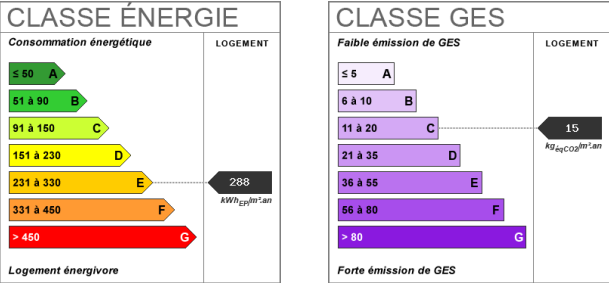 CLASSE ÉNERGIE
Consommation énergétique
LOGEMENT
≤ 50 A
51 à 90 B
91 à 150 C
151 à 230 D
231 à 330 E
288
kWhEP/m².an
331 à 450 F
> 450 G
Logement énergivore
CLASSE GES
Faible émission de GES
LOGEMENT
≤ 5 A
6 à 10 B
11 à 20 C
15
kgéqCO2/m².an
21 à 35 D
36 à 55 E
56 à 80 F
> 80 G
Forte émission de GES